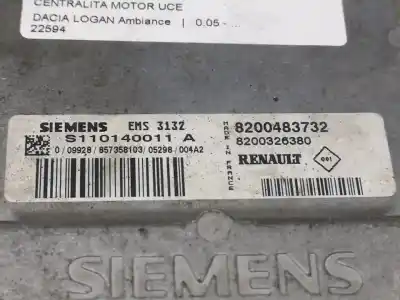 CENTRALITA MOTOR UCE
DACIA LOGAN Ambiance | 0.05 - ...
22594
SIEMENS EMS 3132
S110140011 A
0 / 09928 / 857358103 / 05298 / 004A2
MADE IN FRANCE
8200483732
8200326380
RENAULT 001
SIEMENS